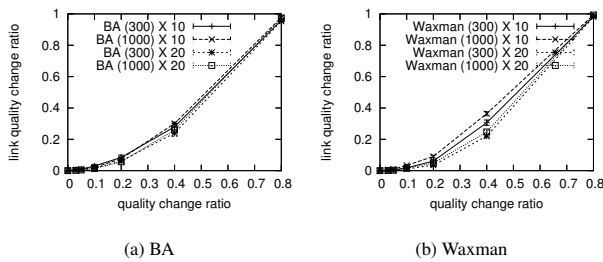 1
0.8
0.6
0.4
0.2
0
link quality change ratio
BA (300) X 10
BA (1000) X 10
BA (300) X 20
BA (1000) X 20
0 0.1 0.2 0.3 0.4 0.5 0.6 0.7 0.8
quality change ratio
(a) BA
1
0.8
0.6
0.4
0.2
0
link quality change ratio
Waxman (300) X 10
Waxman (1000) X 10
Waxman (300) X 20
Waxman (1000) X 20
0 0.1 0.2 0.3 0.4 0.5 0.6 0.7 0.8
quality change ratio
(b) Waxman